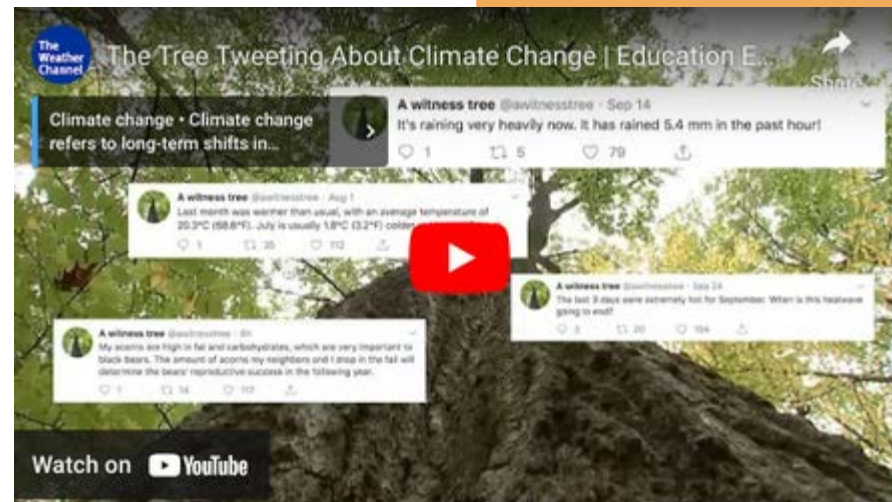 The
Weather
Channel
The Tree Tweeting About Climate Change | Education E...
Share
Climate change • Climate change
refers to long-term shifts in...
A witness tree @awitnesstree · Sep 14
It's raining very heavily now. It has rained 5.4 mm in the past hour!
1 5 79
A witness tree @awitnesstree · Aug 1
Last month was warmer than usual, with an average temperature of
20.3°C (68.6°F). July is usually 1.8°C (3.2°F) colder
1 35 112
A witness tree @awitnesstree · Sep 24
The last 3 days were extremely hot for September. When is this heatwave
going to end?
2 20 194
A witness tree @awitnesstree · 6h
My acorns are high in fat and carbohydrates, which are very important to
black bears. The amount of acorns my neighbors and I drop in the fall will
determine the bears' reproductive success in the following year.
1 14 117
Watch on YouTube